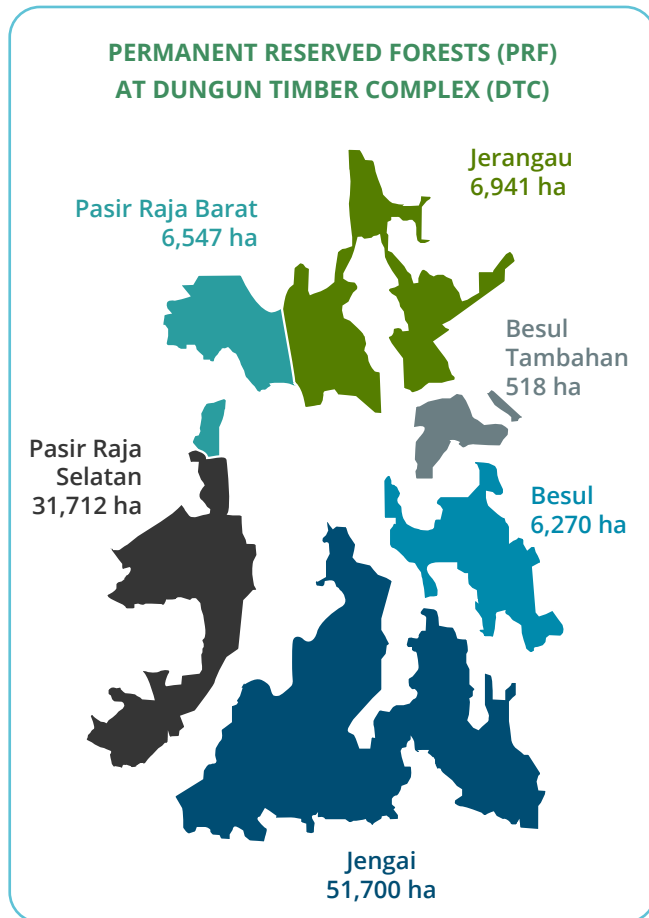 PERMANENT RESERVED FORESTS (PRF)
AT DUNGUN TIMBER COMPLEX (DTC)
Jerangau
6,941 ha
Pasir Raja Barat
6,547 ha
Besul
Tambahan
518 ha
Pasir Raja
Selatan
31,712 ha
Besul
6,270 ha
Jengai
51,700 ha